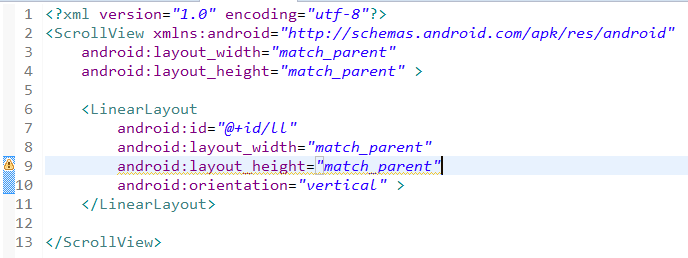 1 <?xml version="1.0" encoding="utf-8"?>
2 <ScrollView xmlns:android="http://schemas.android.com/apk/res/android"
3     android:layout_width="match_parent"
4     android:layout_height="match_parent" >
5
6     <LinearLayout
7         android:id="@+id/ll"
8         android:layout_width="match_parent"
9         android:layout_height="match_parent"
10         android:orientation="vertical" >
11     </LinearLayout>
12
13 </ScrollView>